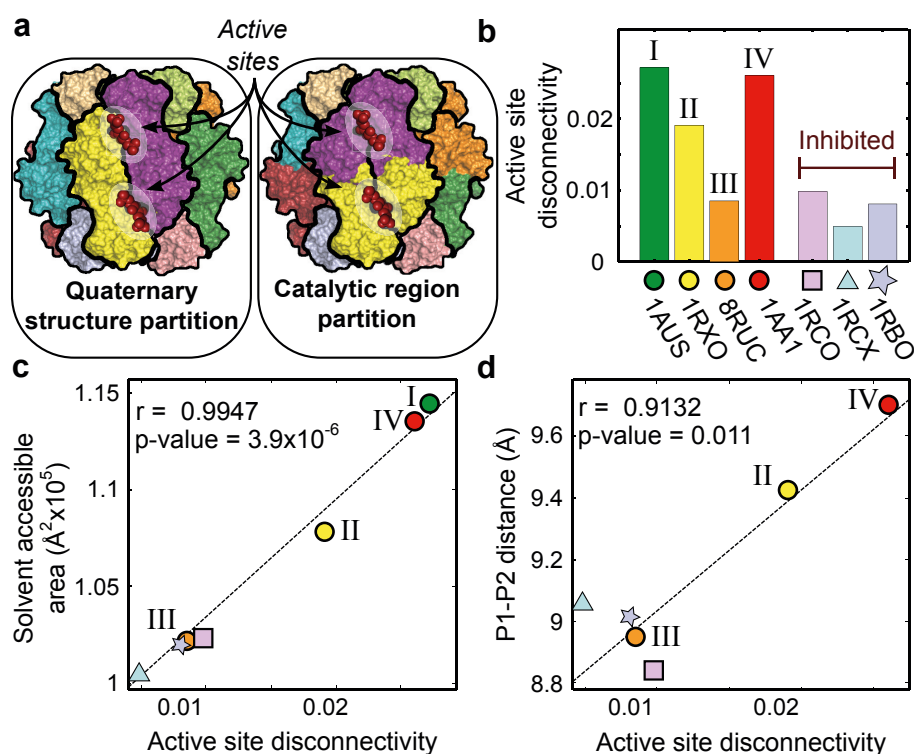 a
Active
sites
Quaternary
structure partition
Catalytic region
partition
b
Active site
disconnectivity
0.02
0.01
0
I
II
III
IV
Inhibited
1AUS
1RXO
8RUC
1AA1
1RCO
1RCX
1RBO
c
r = 0.9947
p-value = 3.9x10⁻⁶
I
IV
II
III
Solvent accessible
area (Å²x10⁵)
1.15
1.1
1.05
1
0.01
0.02
Active site disconnectivity
d
r = 0.9132
p-value = 0.011
IV
II
III
P1-P2 distance (Å)
9.6
9.4
9.2
9
8.8
0.01
0.02
Active site disconnectivity